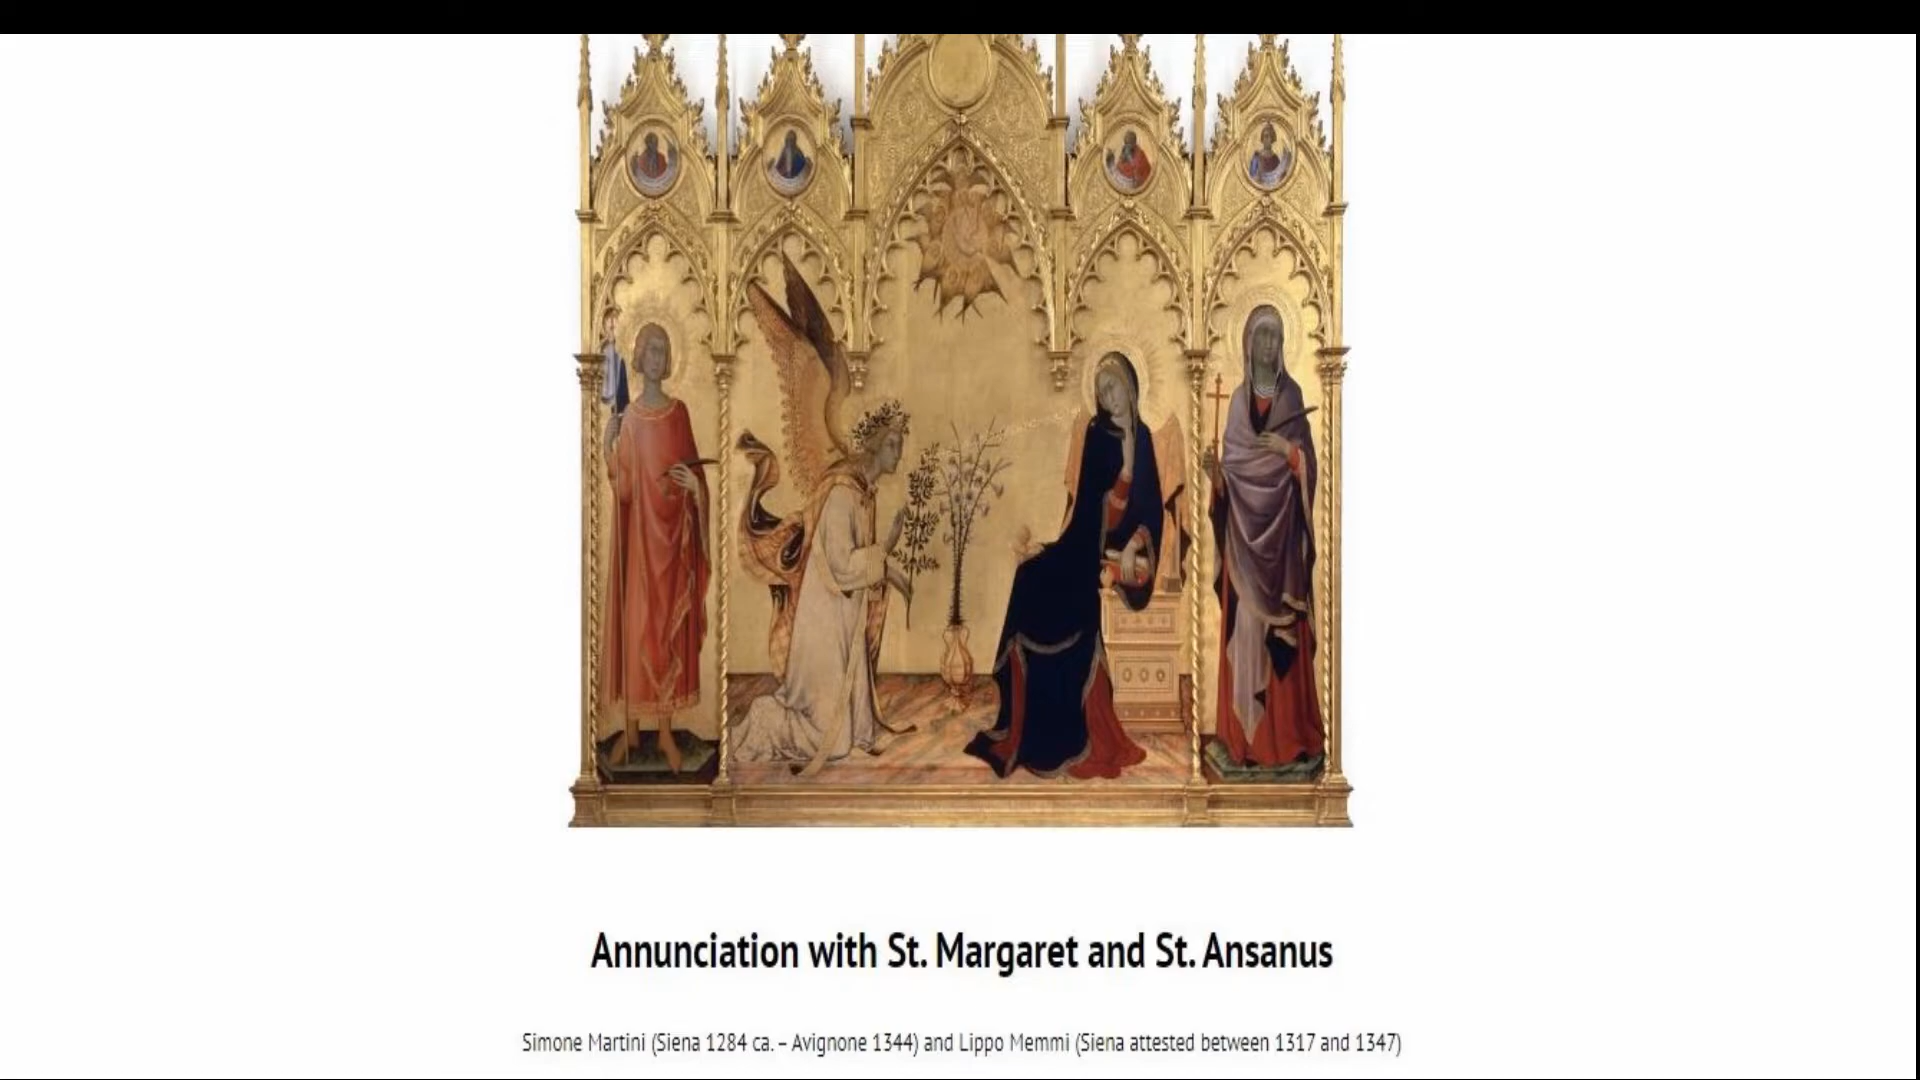 Annunciation with St. Margaret and St. Ansanus
Simone Martini (Siena 1284 ca. – Avignone 1344) and Lippo Memmi (Siena attested between 1317 and 1347)